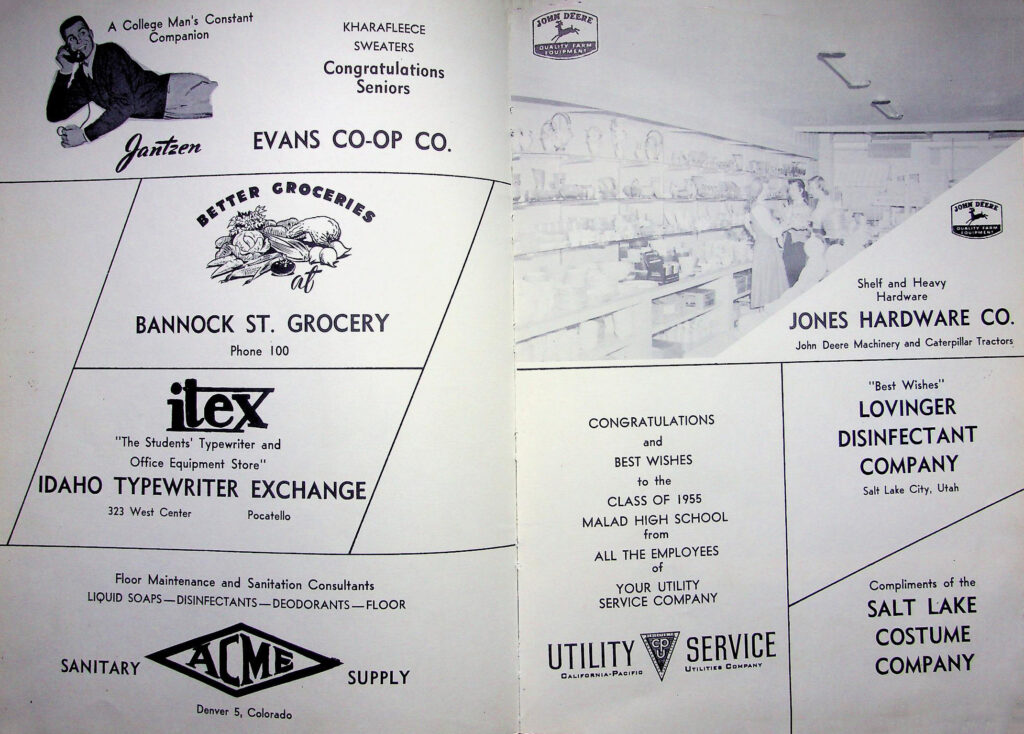 A College Man's Constant
Companion
Jantzen
KHARAFLEECE
SWEATERS
Congratulations
Seniors
EVANS CO-OP CO.
BETTER GROCERIES
at
BANNOCK ST. GROCERY
Phone 100
itex
"The Students' Typewriter and
Office Equipment Store"
IDAHO TYPEWRITER EXCHANGE
323 West Center Pocatello
Floor Maintenance and Sanitation Consultants
LIQUID SOAPS—DISINFECTANTS—DEODORANTS—FLOOR
SANITARY ACME SUPPLY
Denver 5, Colorado
JOHN DEERE
QUALITY FARM
EQUIPMENT
JOHN DEERE
QUALITY FARM
EQUIPMENT
Shelf and Heavy
Hardware
JONES HARDWARE CO.
John Deere Machinery and Caterpillar Tractors
CONGRATULATIONS
and
BEST WISHES
to the
CLASS OF 1955
MALAD HIGH SCHOOL
from
ALL THE EMPLOYEES
of
YOUR UTILITY
SERVICE COMPANY
UTILITY CPU SERVICE
CALIFORNIA-PACIFIC UTILITIES COMPANY
"Best Wishes"
LOVINGER
DISINFECTANT
COMPANY
Salt Lake City, Utah
Compliments of the
SALT LAKE
COSTUME
COMPANY